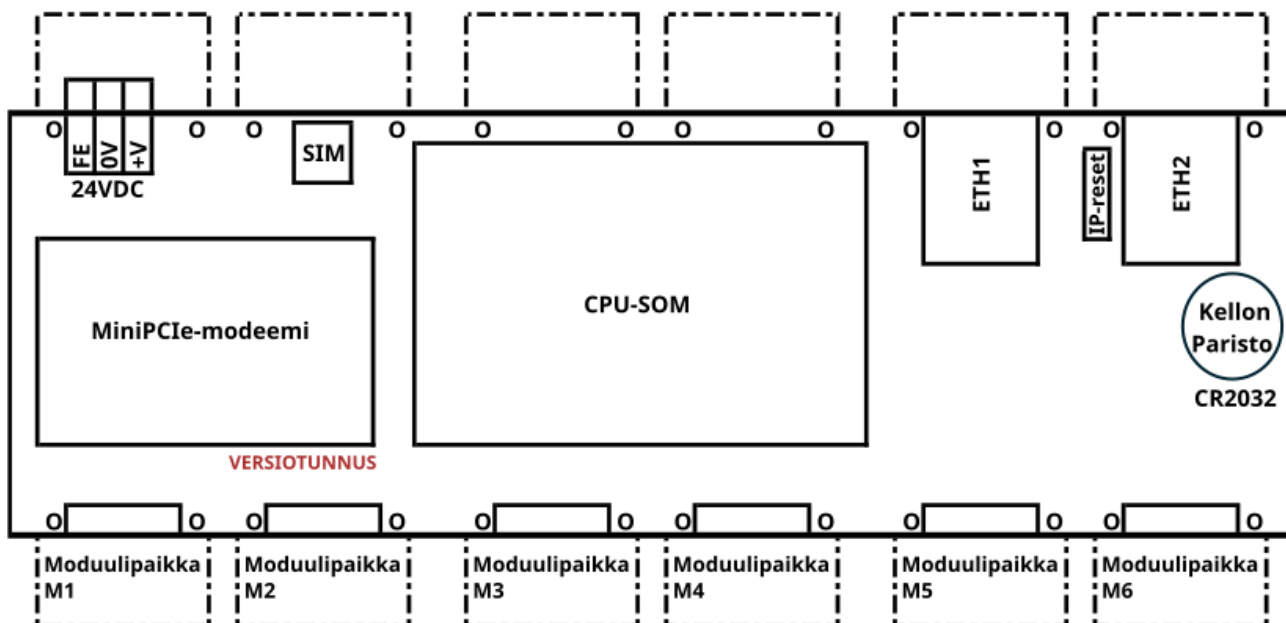 FE
0V
+V
24VDC
SIM
ETH1
IP-reset
ETH2
MiniPCIe-modeemi
CPU-SOM
Kellon
Paristo
CR2032
VERSIOTUNNUS
O O O O O O O O O O O O
O O O O O O O O O O O O
Moduulipaikka
M1
Moduulipaikka
M2
Moduulipaikka
M3
Moduulipaikka
M4
Moduulipaikka
M5
Moduulipaikka
M6